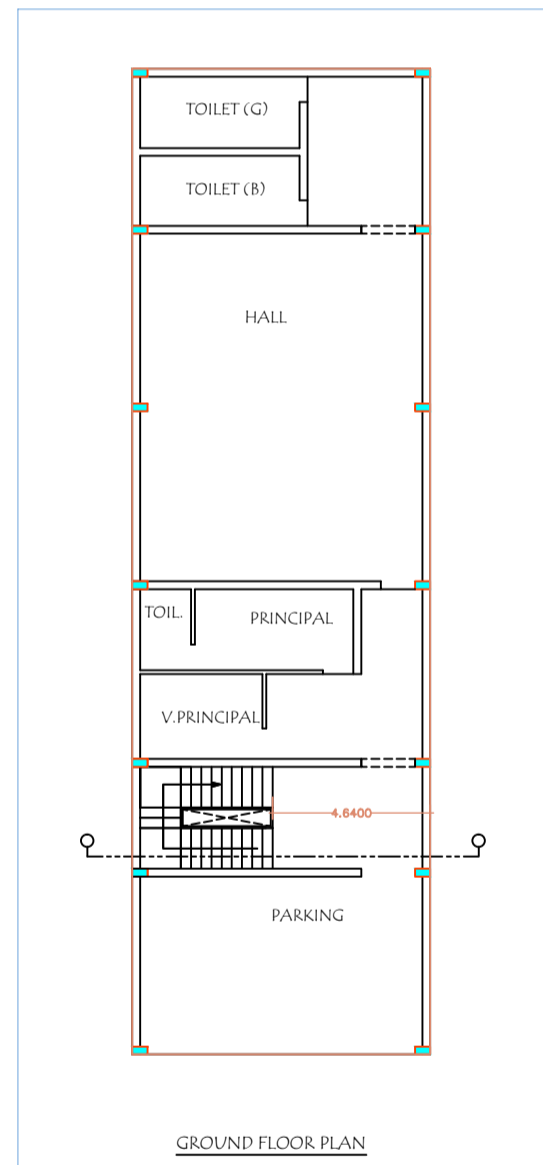 TOILET (G)
TOILET (B)
HALL
TOIL.
PRINCIPAL
V.PRINCIPAL
4.6400
PARKING
GROUND FLOOR PLAN